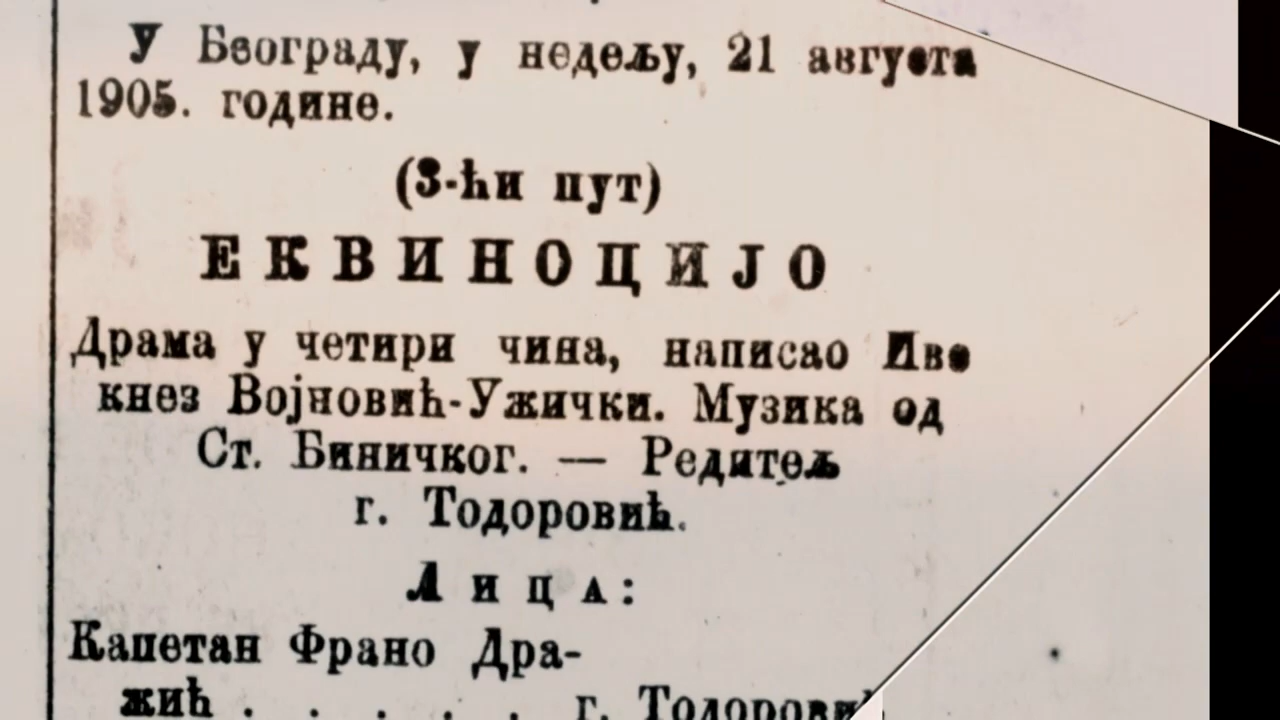 У Београду, у недељу, 21 августа
1905. године.
(3-ћи пут)
ЕКВИНОЦИЈО
Драма у четири чина, написао Иво
кнез Војновић-Ужички. Музика од
Ст. Биничког. — Редитељ
г. Тодоровић.
Лица:
Капетан Франо Дра-
жић . . . . . г. Тодоровић